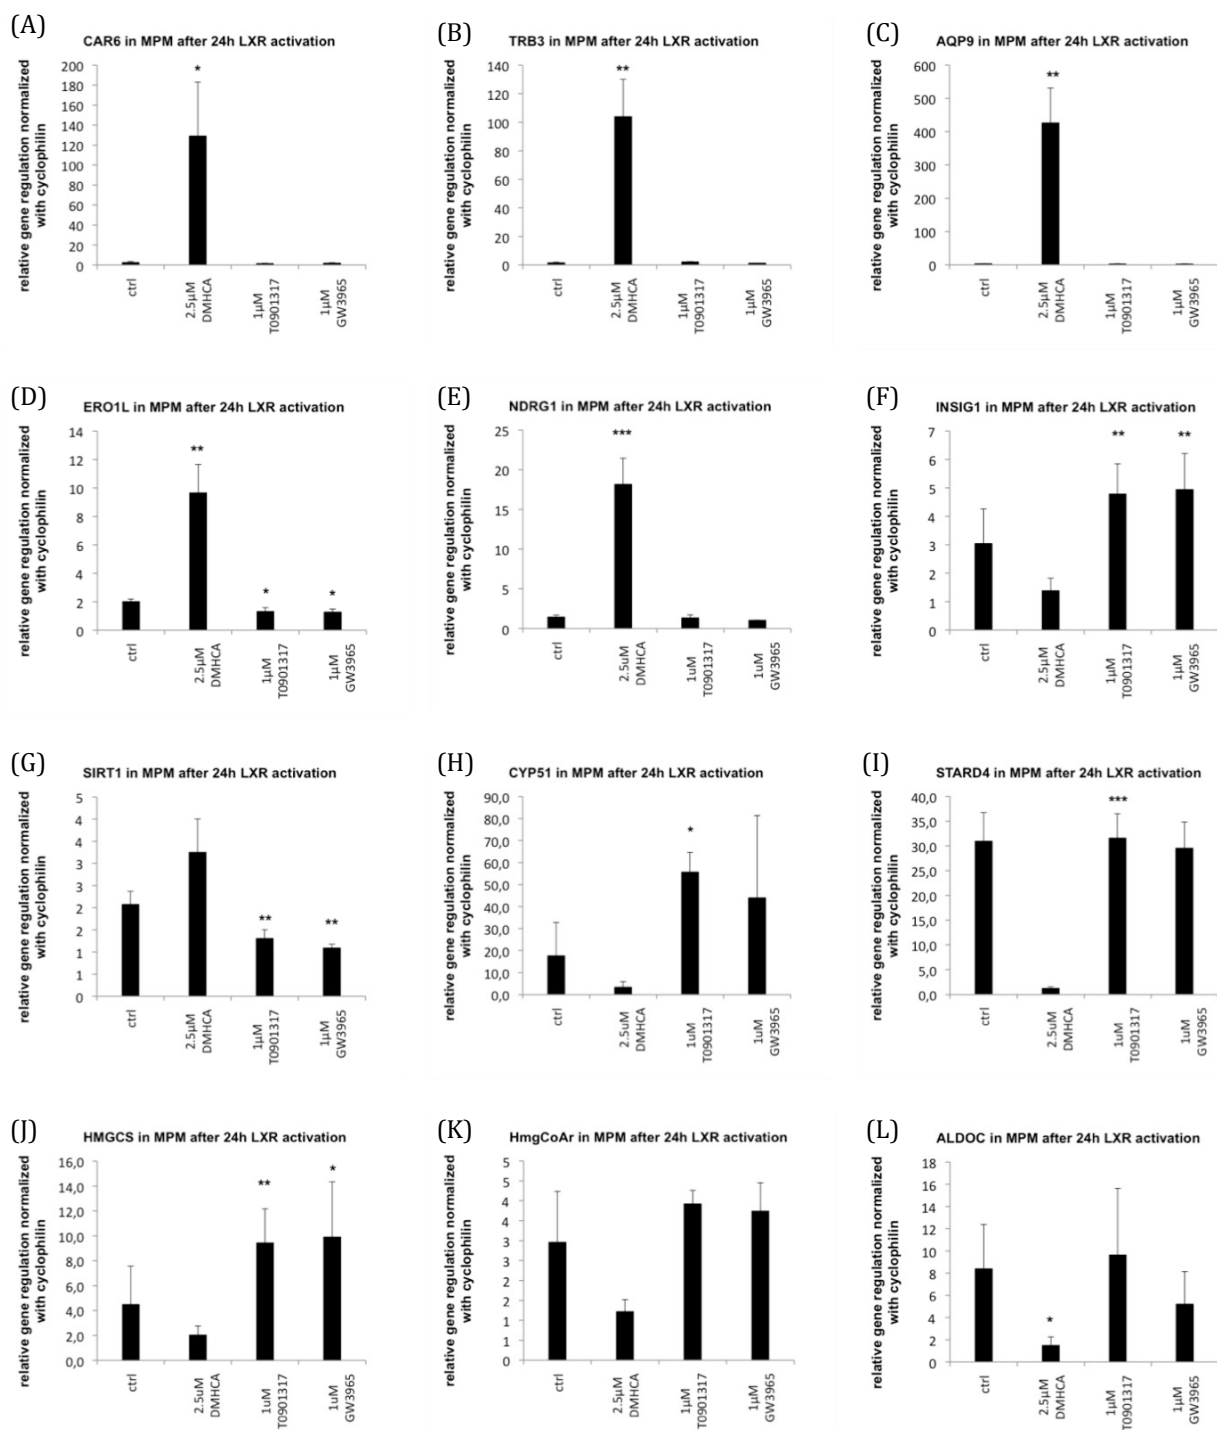 (A)
CAR6 in MPM after 24h LXR activation
relative gene regulation normalized
with cyclophilin
200
180
160
140
120
100
80
60
40
20
0
*
ctrl
2.5µM
DMHCA
1µM
T0901317
1µM
GW3965
(B)
TRB3 in MPM after 24h LXR activation
relative gene regulation normalized
with cyclophilin
140
120
100
80
60
40
20
0
**
ctrl
2.5µM
DMHCA
1µM
T0901317
1µM
GW3965
(C)
AQP9 in MPM after 24h LXR activation
relative gene regulation normalized
with cyclophilin
600
500
400
300
200
100
0
**
ctrl
2.5µM
DMHCA
1µM
T0901317
1µM
GW3965
(D)
ERO1L in MPM after 24h LXR activation
relative gene regulation normalized
with cyclophilin
14
12
10
8
6
4
2
0
**
*
*
ctrl
2.5µM
DMHCA
1µM
T0901317
1µM
GW3965
(E)
NDRG1 in MPM after 24h LXR activation
relative gene regulation normalized
with cyclophilin
25
20
15
10
5
0
***
ctrl
2.5uM
DMHCA
1uM
T0901317
1uM
GW3965
(F)
INSIG1 in MPM after 24h LXR activation
relative gene regulation normalized
with cyclophilin
7
6
5
4
3
2
1
0
**
**
ctrl
2.5µM
DMHCA
1µM
T0901317
1µM
GW3965
(G)
SIRT1 in MPM after 24h LXR activation
relative gene regulation normalized
with cyclophilin
5
4
4
3
3
2
2
1
1
0
**
**
ctrl
2.5µM
DMHCA
1µM
T0901317
1µM
GW3965
(H)
CYP51 in MPM after 24h LXR activation
relative gene regulation normalized
with cyclophilin
90,0
80,0
70,0
60,0
50,0
40,0
30,0
20,0
10,0
0,0
*
ctrl
2.5uM
DMHCA
1uM
T0901317
1uM
GW3965
(I)
STARD4 in MPM after 24h LXR activation
relative gene regulation normalized
with cyclophilin
40,0
35,0
30,0
25,0
20,0
15,0
10,0
5,0
0,0
***
ctrl
2.5uM
DMHCA
1uM
T0901317
1uM
GW3965
(J)
HMGCS in MPM after 24h LXR activation
relative gene regulation normalized
with cyclophilin
16,0
14,0
12,0
10,0
8,0
6,0
4,0
2,0
0,0
**
*
ctrl
2.5uM
DMHCA
1uM
T0901317
1uM
GW3965
(K)
HmgCoAr in MPM after 24h LXR activation
relative gene regulation normalized
with cyclophilin
5
4
4
3
3
2
2
1
1
0
ctrl
2.5µM
DMHCA
1µM
T0901317
1µM
GW3965
(L)
ALDOC in MPM after 24h LXR activation
relative gene regulation normalized
with cyclophilin
18
16
14
12
10
8
6
4
2
0
*
ctrl
2.5µM
DMHCA
1µM
T0901317
1µM
GW3965